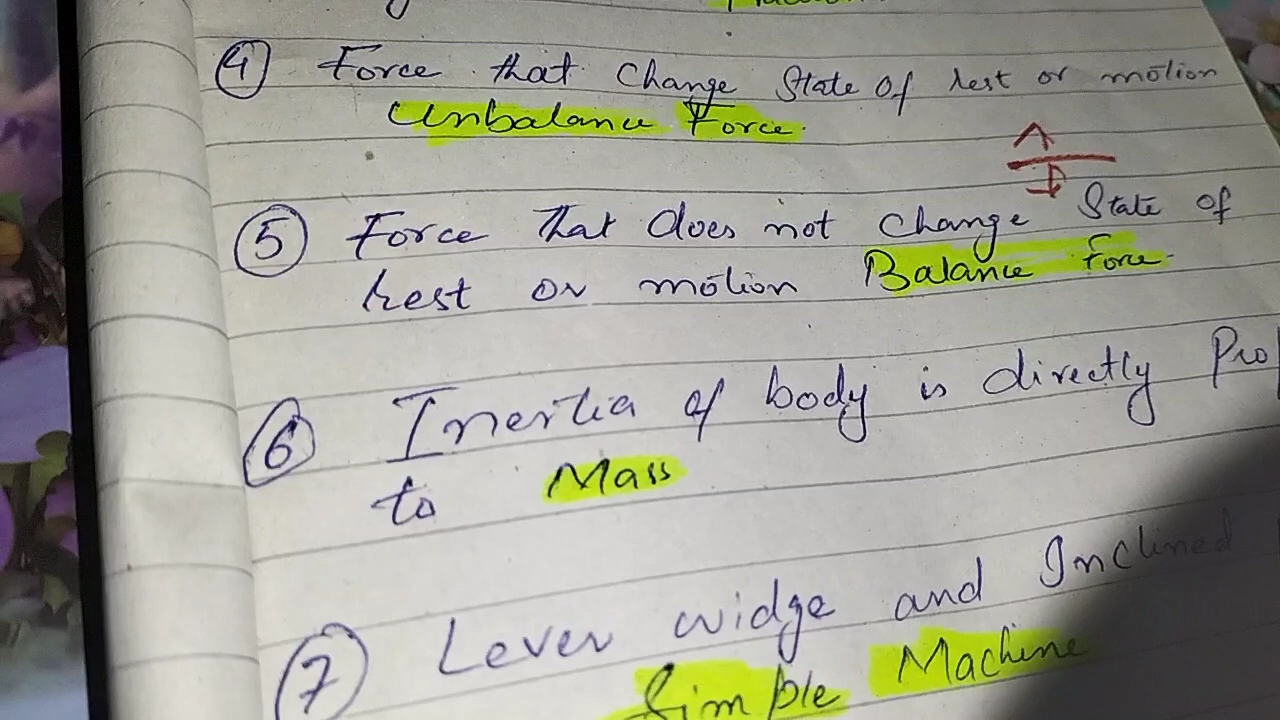 ④ Force that change State of rest or motion
Unbalance Force.
⑤ Force that does not change State of
rest or motion Balance Force.
⑥ Inertia of body is directly Pro
to Mass
⑦ Lever widge and Inclined
Simple Machine